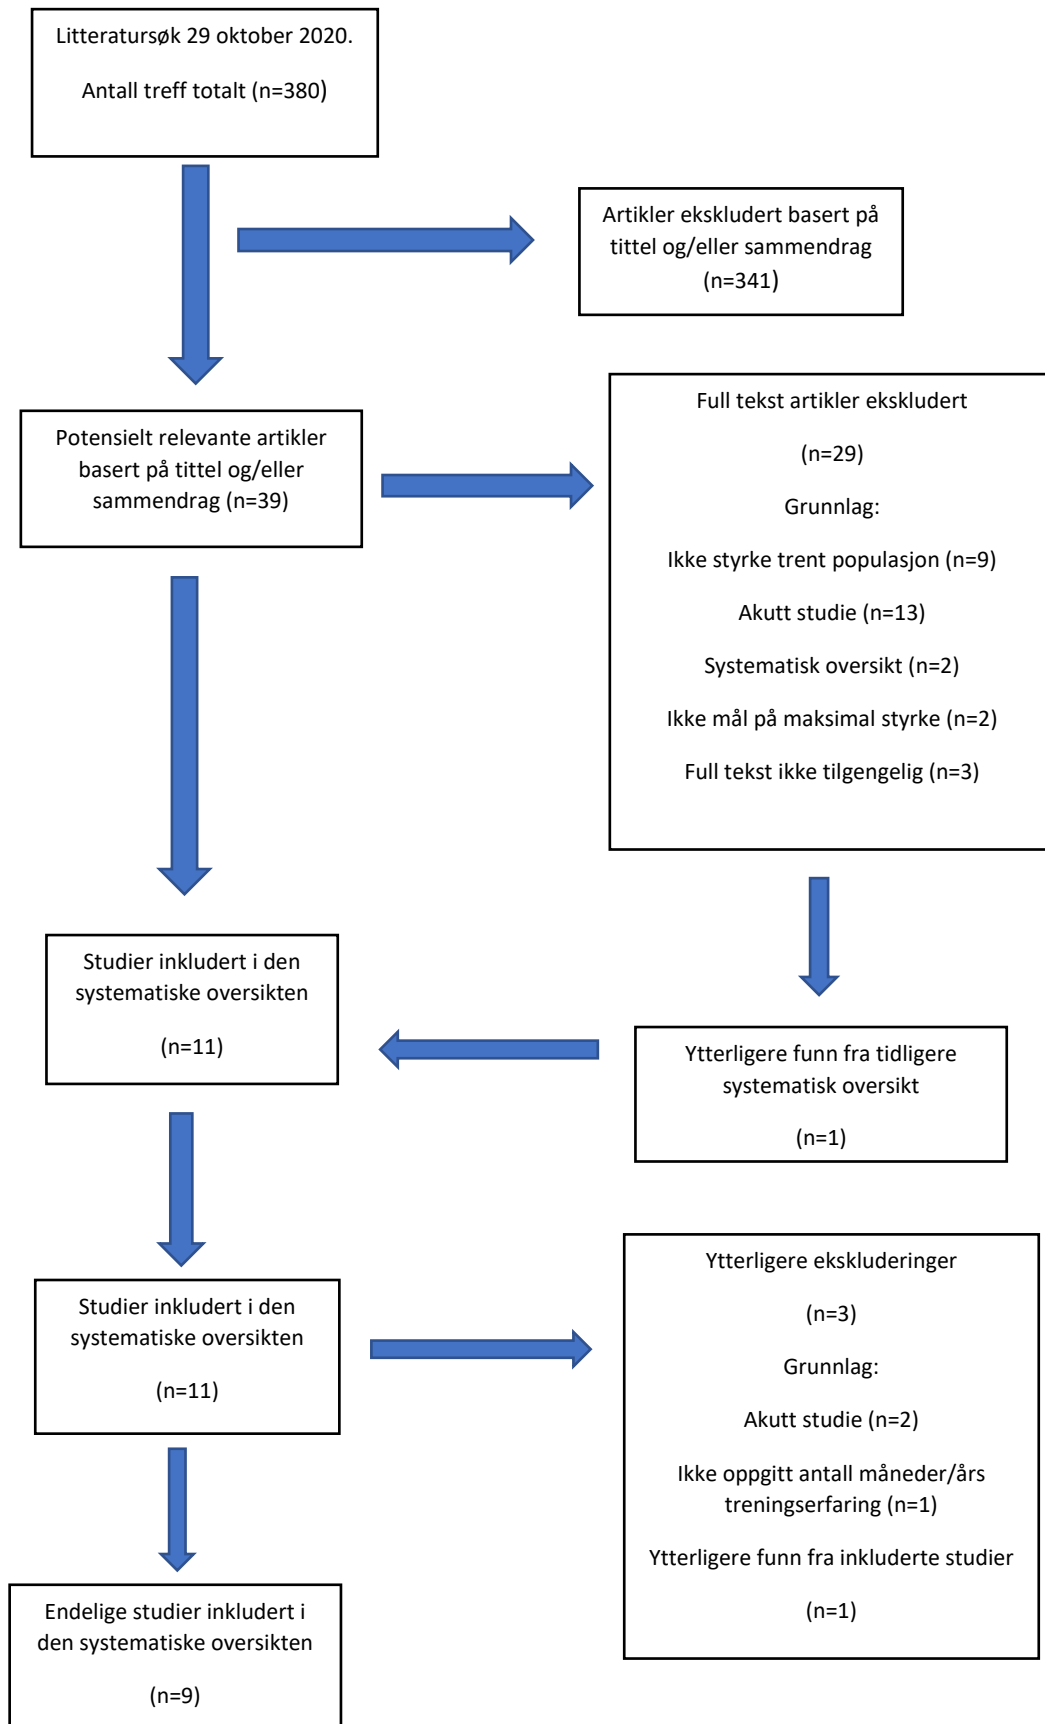 Litteratursøk 29 oktober 2020.
Antall treff totalt (n=380)
Artikler ekskludert basert på
tittel og/eller sammendrag
(n=341)
Potensielt relevante artikler
basert på tittel og/eller
sammendrag (n=39)
Full tekst artikler ekskludert
(n=29)
Grunnlag:
Ikke styrke trent populasjon (n=9)
Akutt studie (n=13)
Systematisk oversikt (n=2)
Ikke mål på maksimal styrke (n=2)
Full tekst ikke tilgengelig (n=3)
Studier inkludert i den
systematiske oversikten
(n=11)
Ytterligere funn fra tidligere
systematisk oversikt
(n=1)
Studier inkludert i den
systematiske oversikten
(n=11)
Ytterligere ekskluderinger
(n=3)
Grunnlag:
Akutt studie (n=2)
Ikke oppgitt antall måneder/års
treningserfaring (n=1)
Ytterligere funn fra inkluderte studier
(n=1)
Endelige studier inkludert i
den systematiske oversikten
(n=9)